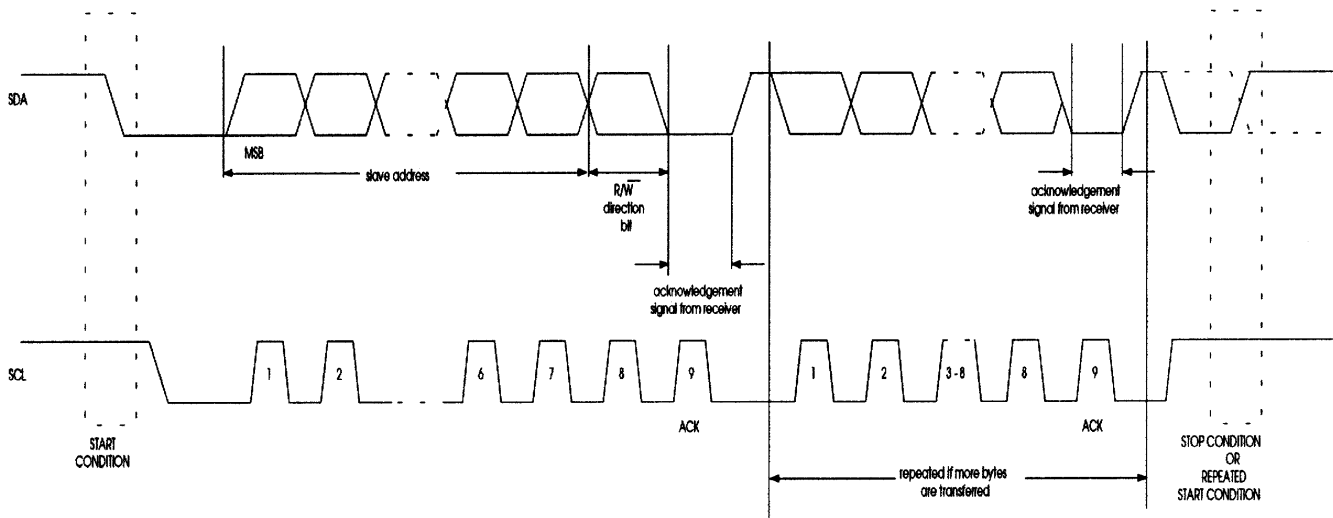 SDA
MSB
slave address
R/W
direction
bit
acknowledgement
signal from receiver
acknowledgement
signal from receiver
SCL
1
2
6
7
8
9
1
2
3-8
8
9
ACK
ACK
START
CONDITION
repeated if more bytes
are transferred
STOP CONDITION
OR
REPEATED
START CONDITION